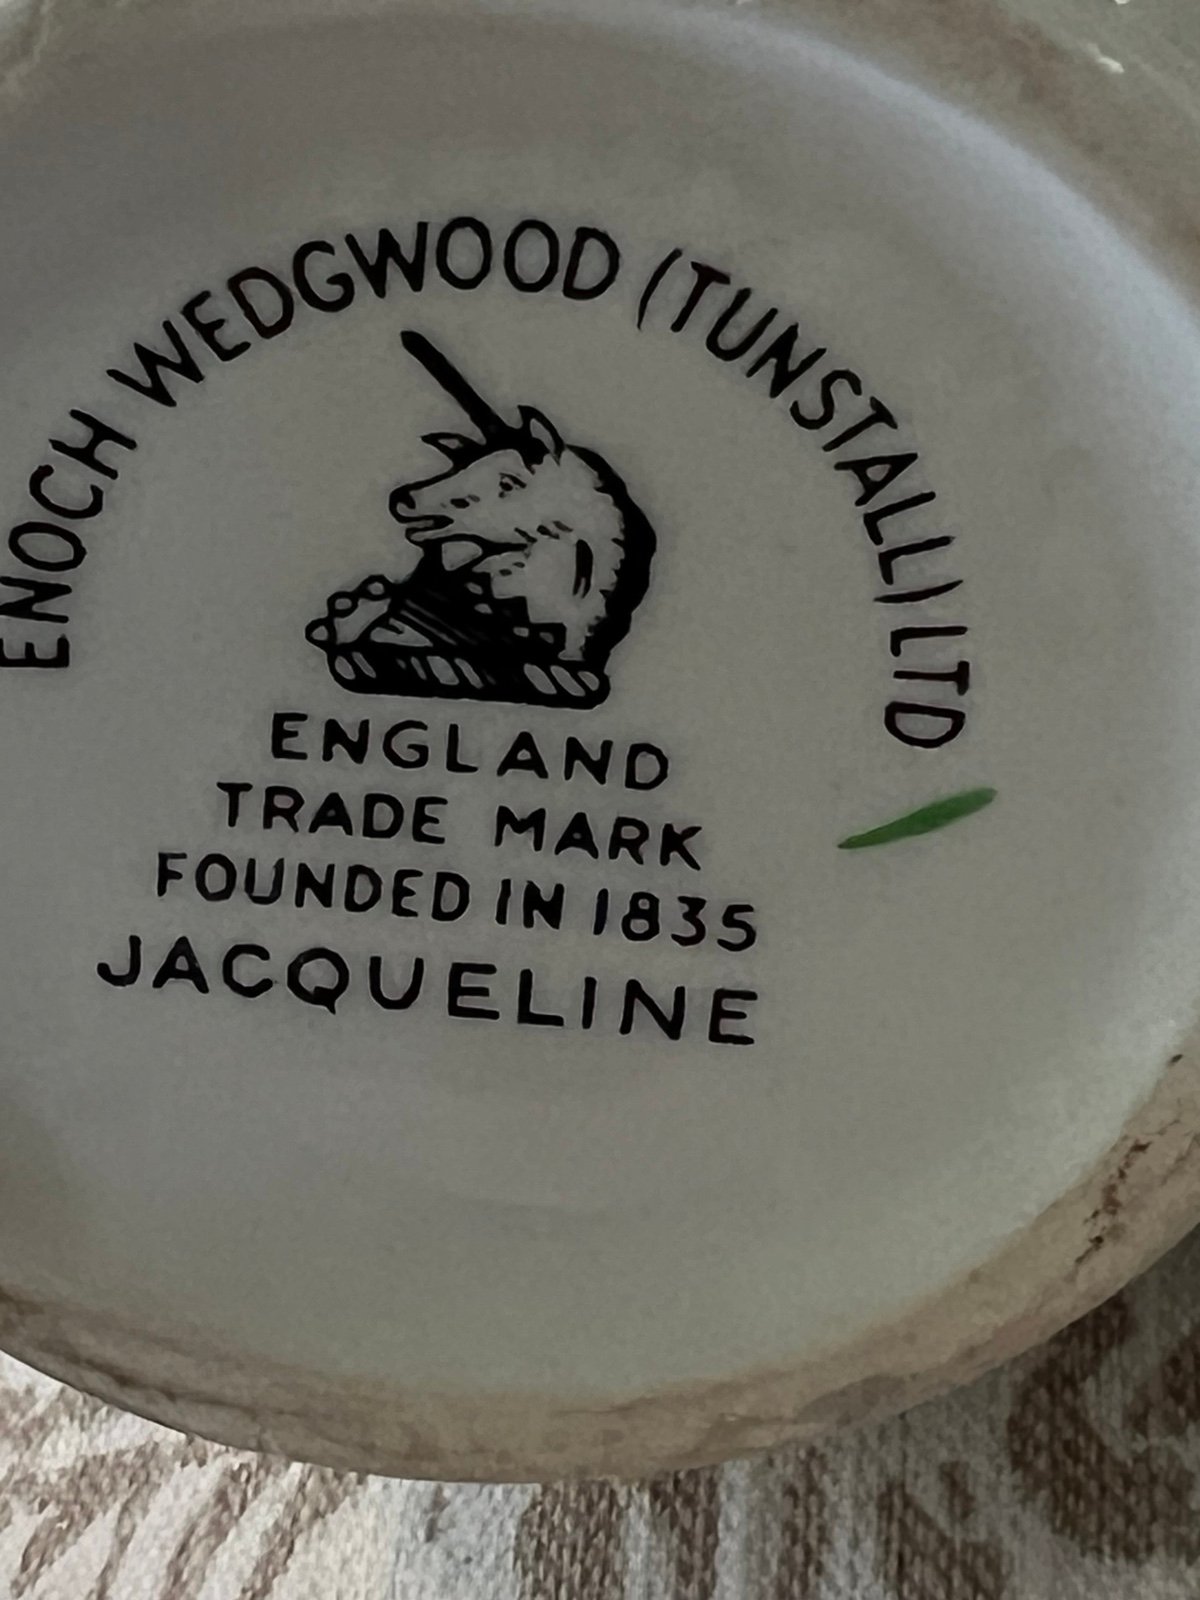 ENOCH WEDGWOOD (TUNSTALL) LTD
ENGLAND
TRADE MARK
FOUNDED IN 1835
JACQUELINE